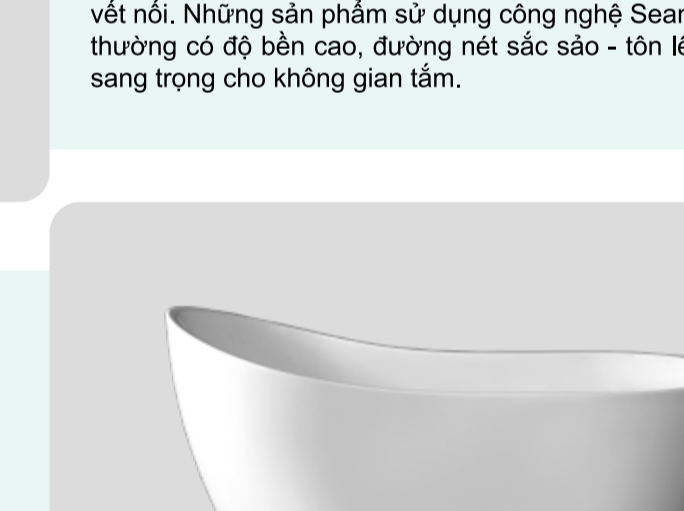 vết nối. Những sản phẩm sử dụng công nghệ
thường có độ bền cao, đường nét sắc sảo - tôn
sang trọng cho không gian tắm.